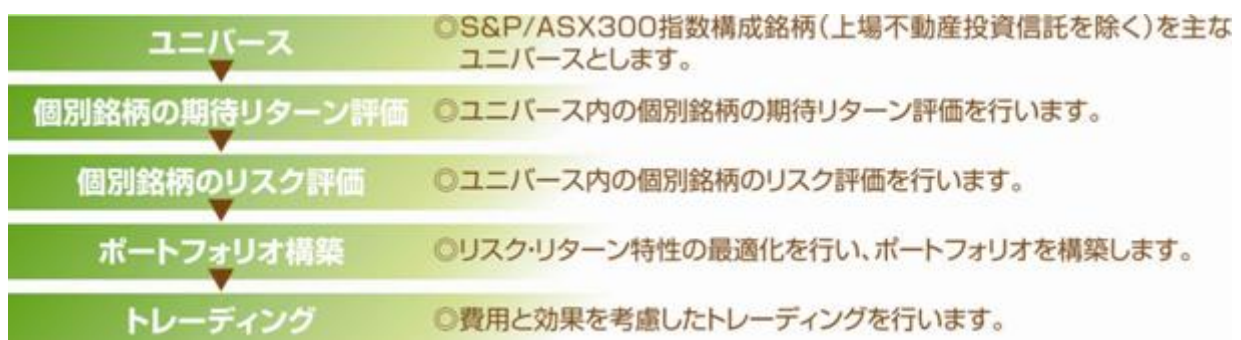 ユニバース
◎S&P/ASX300指数構成銘柄(上場不動産投資信託を除く)を主な
ユニバースとします。
個別銘柄の期待リターン評価
◎ユニバース内の個別銘柄の期待リターン評価を行います。
個別銘柄のリスク評価
◎ユニバース内の個別銘柄のリスク評価を行います。
ポートフォリオ構築
◎リスク・リターン特性の最適化を行い、ポートフォリオを構築します。
トレーディング
◎費用と効果を考慮したトレーディングを行います。